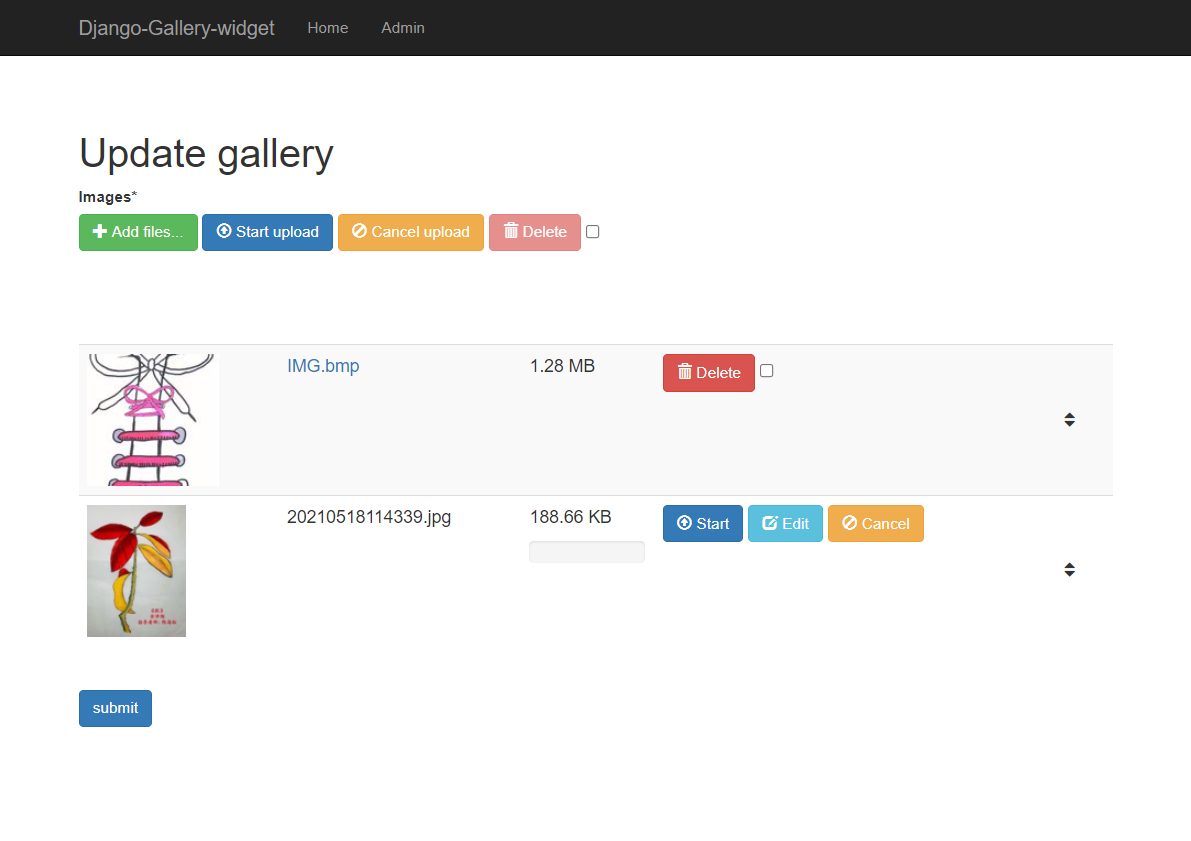 Django-Gallery-widget Home Admin
Update gallery
Images*
Add files... Start upload Cancel upload Delete
IMG.bmp 1.28 MB Delete
20210518114339.jpg 188.66 KB Start Edit Cancel
submit